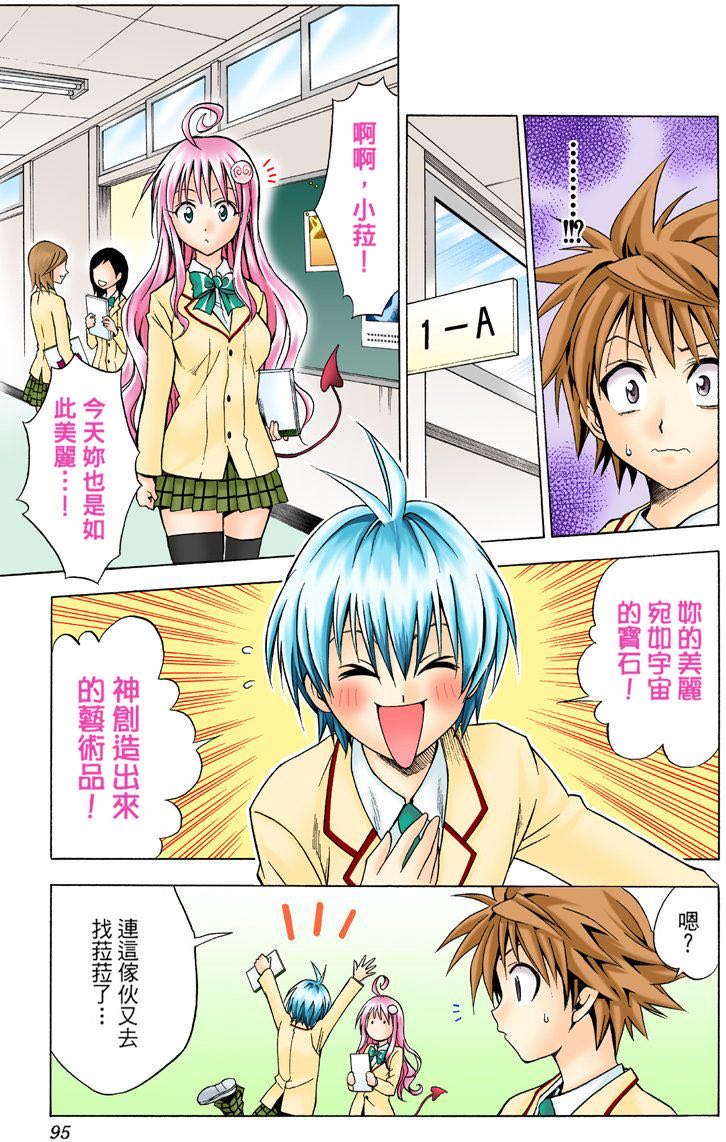 ………!!!?
1-A
啊啊，小菈！
今天妳也是如
此美麗…！
妳的美麗
宛如宇宙
的寶石！
神創造出來
的藝術品！
嗯？
連這傢伙又去
找菈菈了…
95